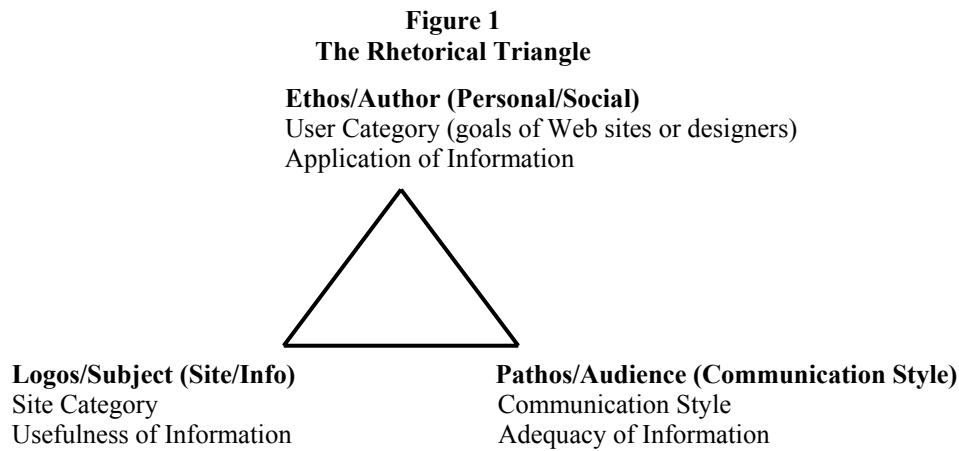 Figure 1
The Rhetorical Triangle
Ethos/Author (Personal/Social)
User Category (goals of Web sites or designers)
Application of Information
Logos/Subject (Site/Info)
Site Category
Usefulness of Information
Pathos/Audience (Communication Style)
Communication Style
Adequacy of Information